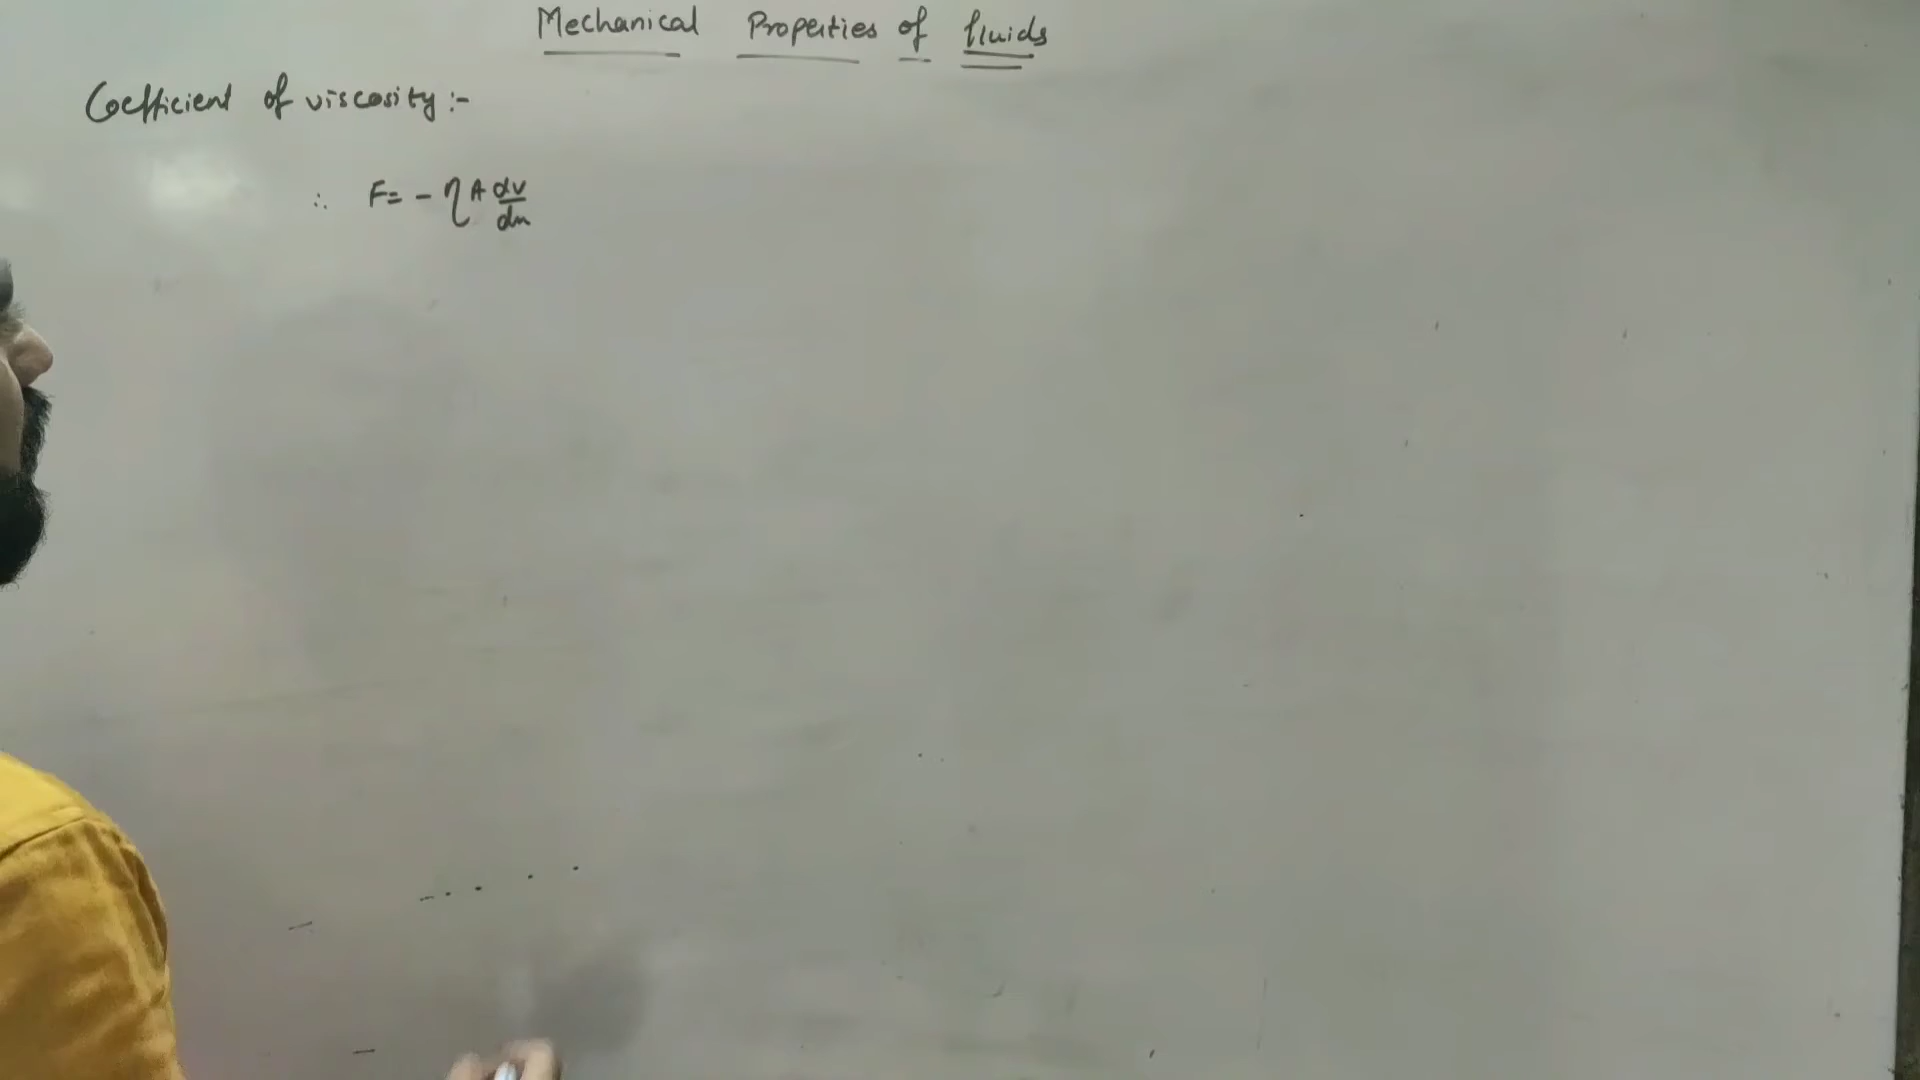 Mechanical Properties of fluids
Coefficient of viscosity :-
∴ F = - η A dv/dx